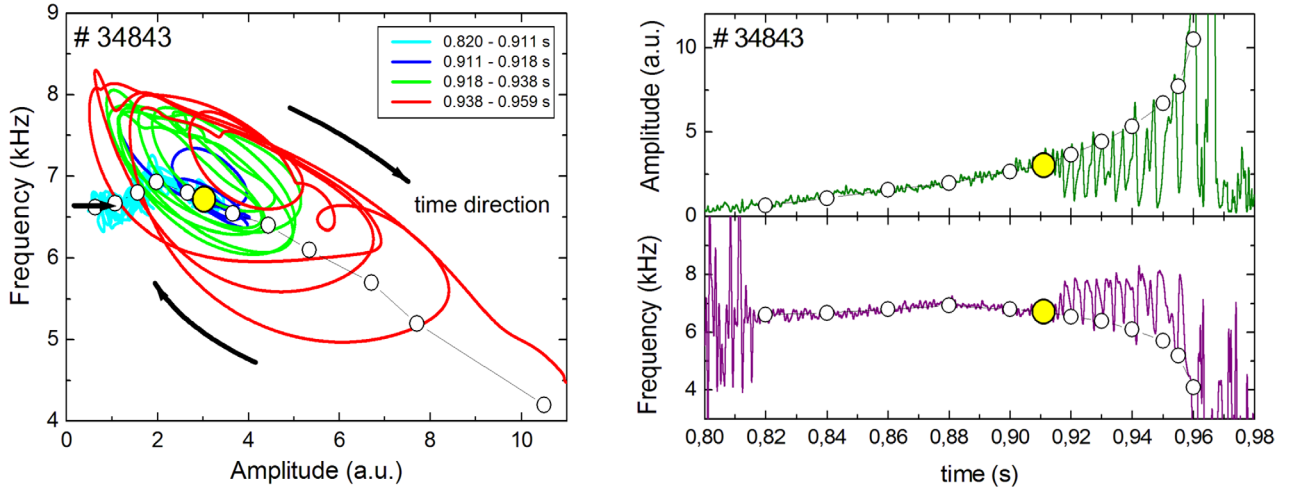 # 34843
9
8
7
6
5
4
Frequency (kHz)
0.820 - 0.911 s
0.911 - 0.918 s
0.918 - 0.938 s
0.938 - 0.959 s
time direction
0 2 4 6 8 10
Amplitude (a.u.)
# 34843
10
5
0
Amplitude (a.u.)
8
6
4
Frequency (kHz)
0,80 0,82 0,84 0,86 0,88 0,90 0,92 0,94 0,96 0,98
time (s)